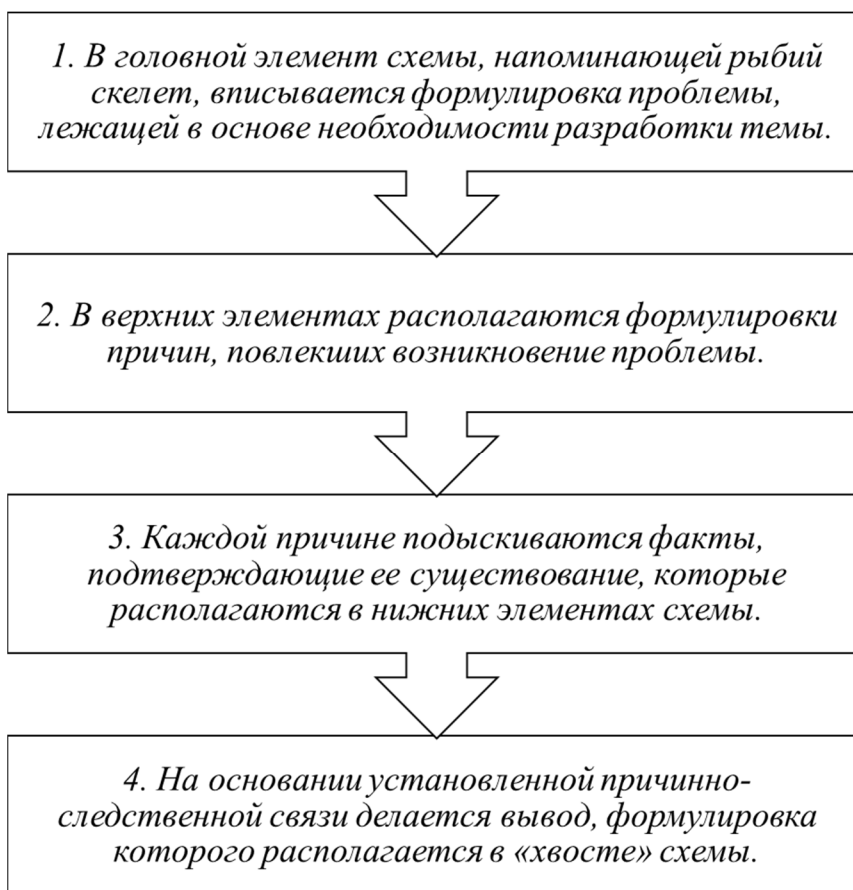 1. В головной элемент схемы, напоминающей рыбий
скелет, вписывается формулировка проблемы,
лежащей в основе необходимости разработки темы.
2. В верхних элементах располагаются формулировки
причин, повлекших возникновение проблемы.
3. Каждой причине подыскиваются факты,
подтверждающие ее существование, которые
располагаются в нижних элементах схемы.
4. На основании установленной причинно-
следственной связи делается вывод, формулировка
которого располагается в «хвосте» схемы.